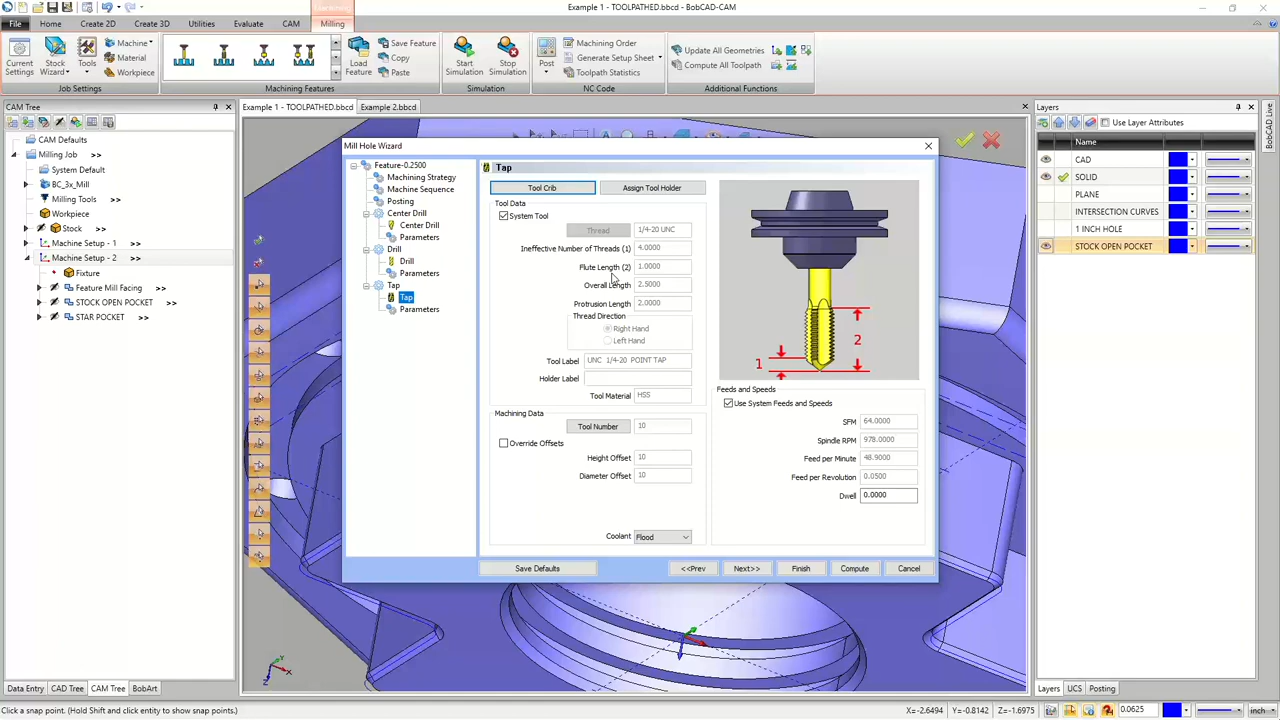 Example 1 - TOOLPATHED.bbcd - BobCAD-CAM
Machining
File Home Create 2D Create 3D Utilities Evaluate CAM Milling
Current Settings
Stock Wizard
Tools
Machine
Material
Workpiece
Load Feature
Save Feature
Copy
Paste
Start Simulation
Stop Simulation
Post
Machining Order
Generate Setup Sheet
Toolpath Statistics
Update All Geometries
Compute All Toolpath
Job Settings
Machining Features
Simulation
NC Code
Additional Functions
CAM Tree
Example 1 - TOOLPATHED.bbcd
Example 2.bbcd
CAM Defaults
Milling Job >>
System Default
BC_3x_Mill
Milling Tools >>
Workpiece
Stock >>
Machine Setup - 1 >>
Machine Setup - 2 >>
Fixture
Feature Mill Facing >>
STOCK OPEN POCKET >>
STAR POCKET >>
Data Entry
CAD Tree
CAM Tree
BobArt
Mill Hole Wizard
Feature-0.2500
Machining Strategy
Machine Sequence
Posting
Center Drill
Center Drill
Parameters
Drill
Drill
Parameters
Tap
Tap
Parameters
Tap
Tool Crib
Assign Tool Holder
Tool Data
System Tool
Thread 1/4-20 UNC
Ineffective Number of Threads (1) 4.0000
Flute Length (2) 1.0000
Overall Length 2.5000
Protrusion Length 2.0000
Thread Direction
Right Hand
Left Hand
Tool Label UNC 1/4-20 POINT TAP
Holder Label
Tool Material HSS
Machining Data
Tool Number 10
Override Offsets
Height Offset 10
Diameter Offset 10
Coolant Flood
1
2
Feeds and Speeds
Use System Feeds and Speeds
SFM 64.0000
Spindle RPM 978.0000
Feed per Minute 48.9000
Feed per Revolution 0.0500
Dwell 0.0000
Save Defaults
<<Prev
Next>>
Finish
Compute
Cancel
Layers
Use Layer Attributes
Name
CAD
SOLID
PLANE
INTERSECTION CURVES
1 INCH HOLE
STOCK OPEN POCKET
BobCAD Live
Layers
UCS
Posting
Y
X
Z
Click a snap point. (Hold Shift and click entity to show snap points.)
X=-2.6494 Y=-0.8142 Z=-1.6975
0.0625
inch